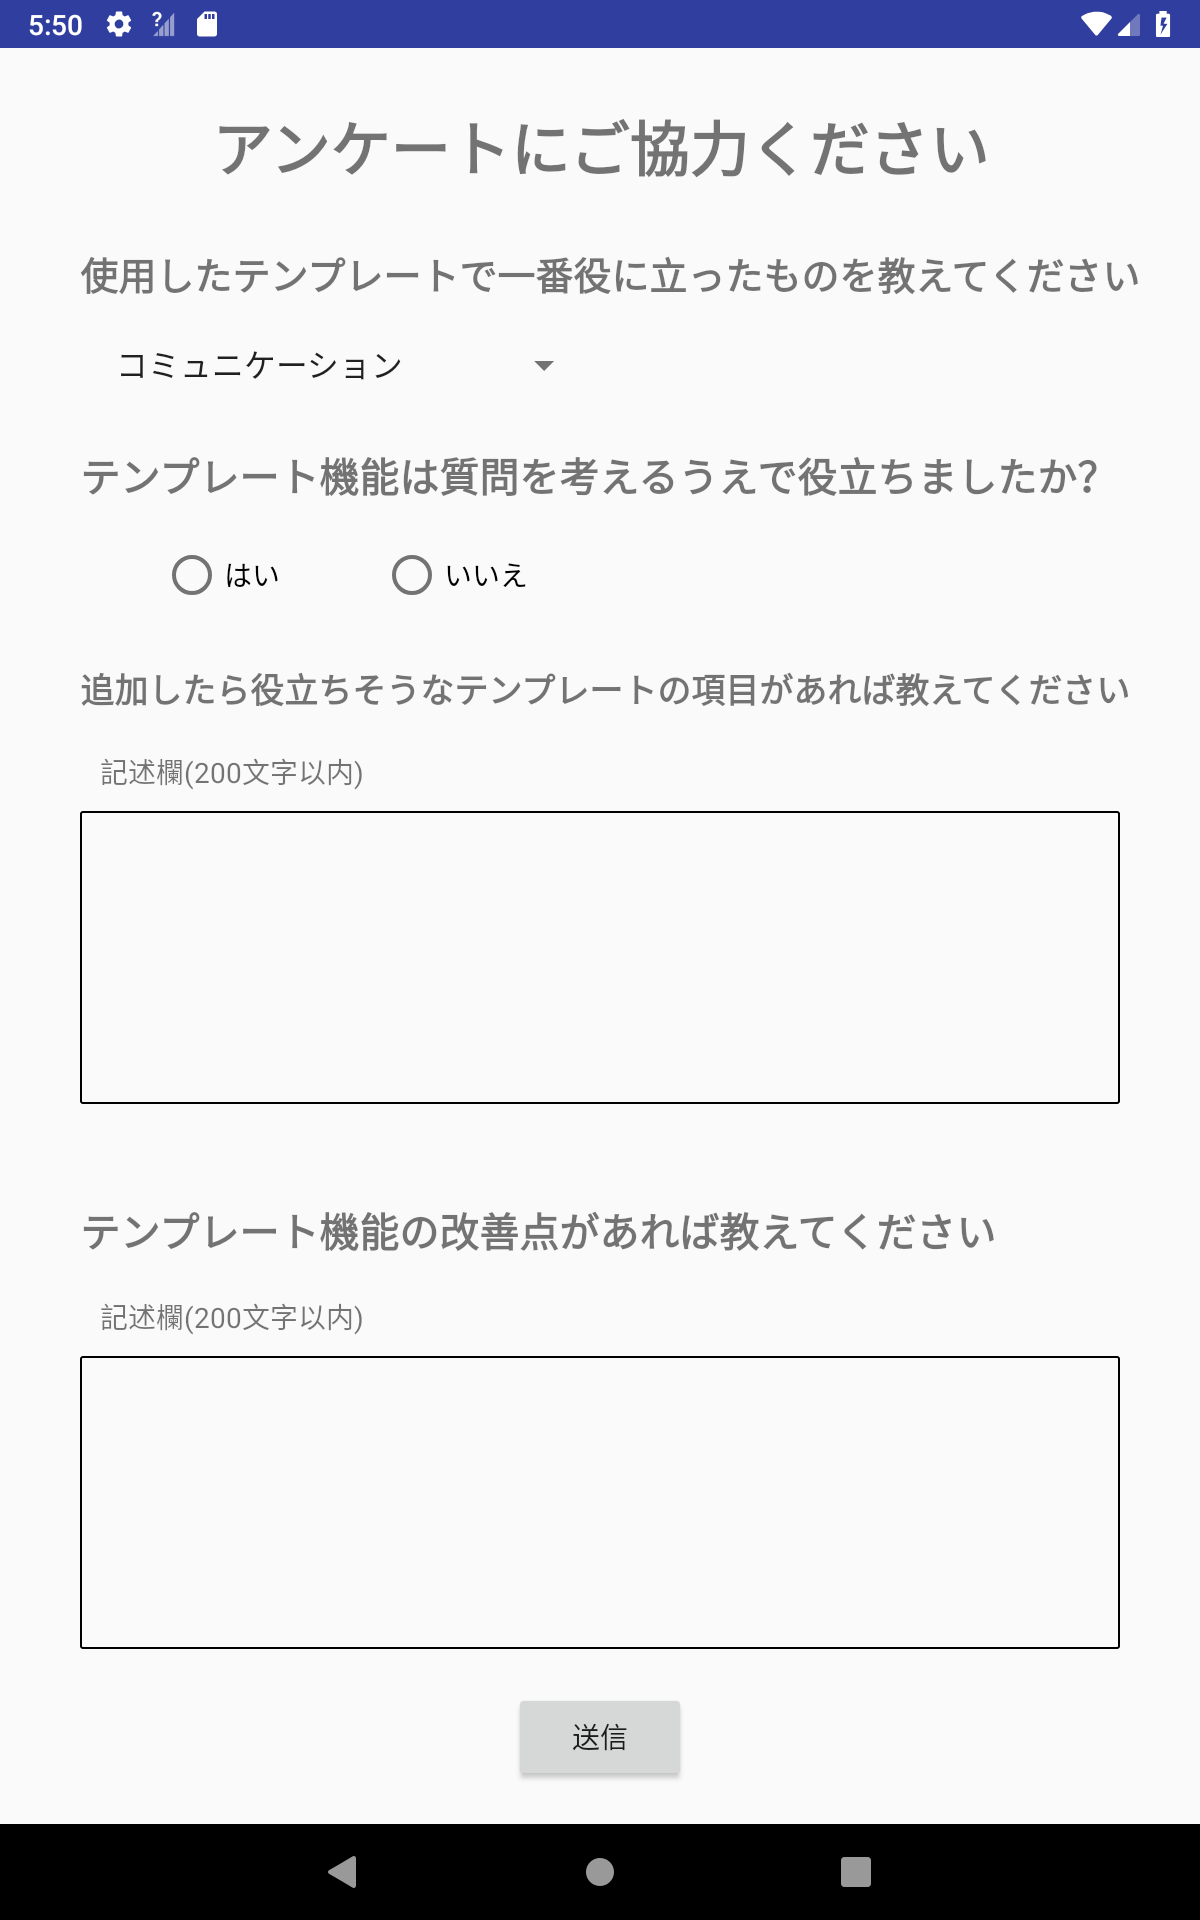 5:50
アンケートにご協力ください
使用したテンプレートで一番役に立ったものを教えてください
コミュニケーション
テンプレート機能は質問を考えるうえで役立ちましたか?
はい いいえ
追加したら役立ちそうなテンプレートの項目があれば教えてください
記述欄(200文字以内)
テンプレート機能の改善点があれば教えてください
記述欄(200文字以内)
送信